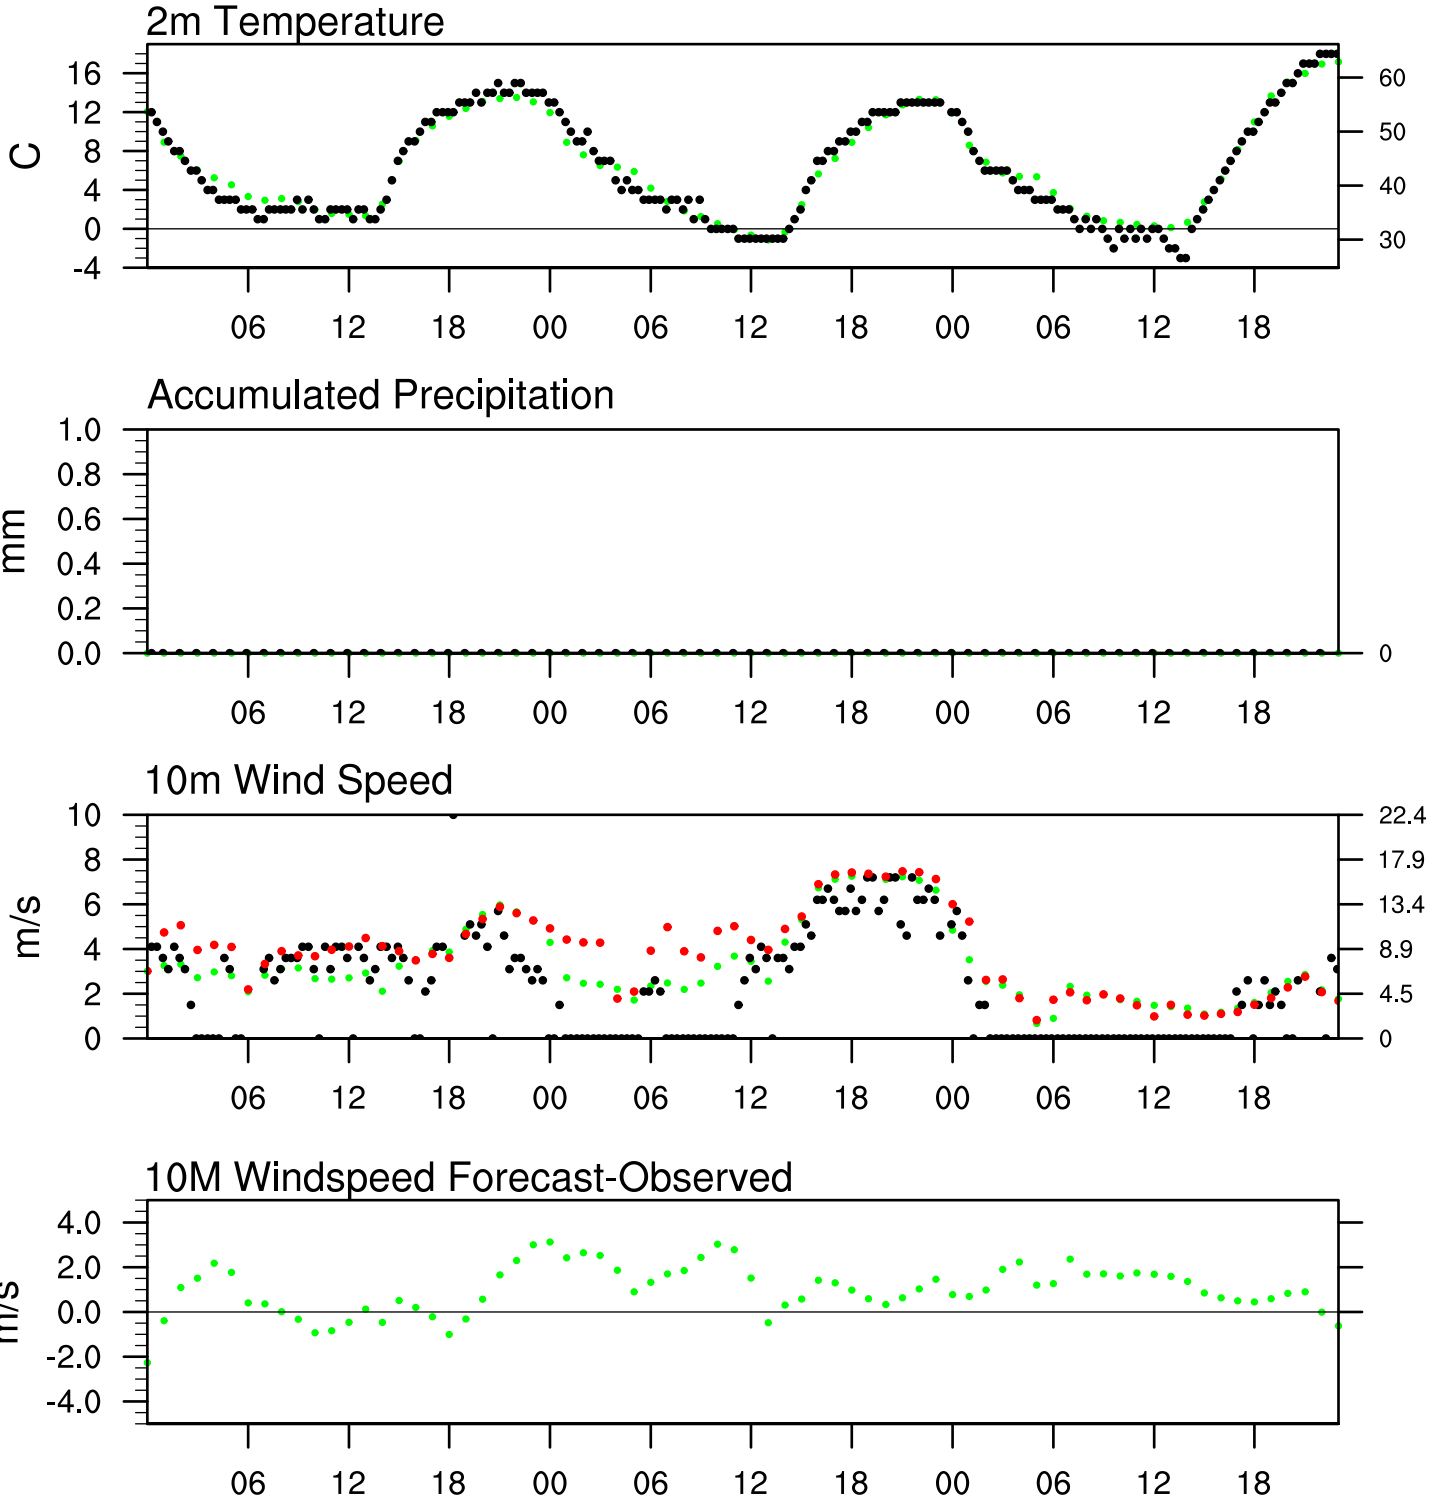 2m Temperature
16
12
8
4
0
-4
C
60
50
40
30
06 12 18 00 06 12 18 00 06 12 18
Accumulated Precipitation
1.0
0.8
0.6
0.4
0.2
0.0
mm
0
06 12 18 00 06 12 18 00 06 12 18
10m Wind Speed
10
8
6
4
2
0
m/s
22.4
17.9
13.4
8.9
4.5
0
06 12 18 00 06 12 18 00 06 12 18
10M Windspeed Forecast-Observed
4.0
2.0
0.0
-2.0
-4.0
m/s
06 12 18 00 06 12 18 00 06 12 18